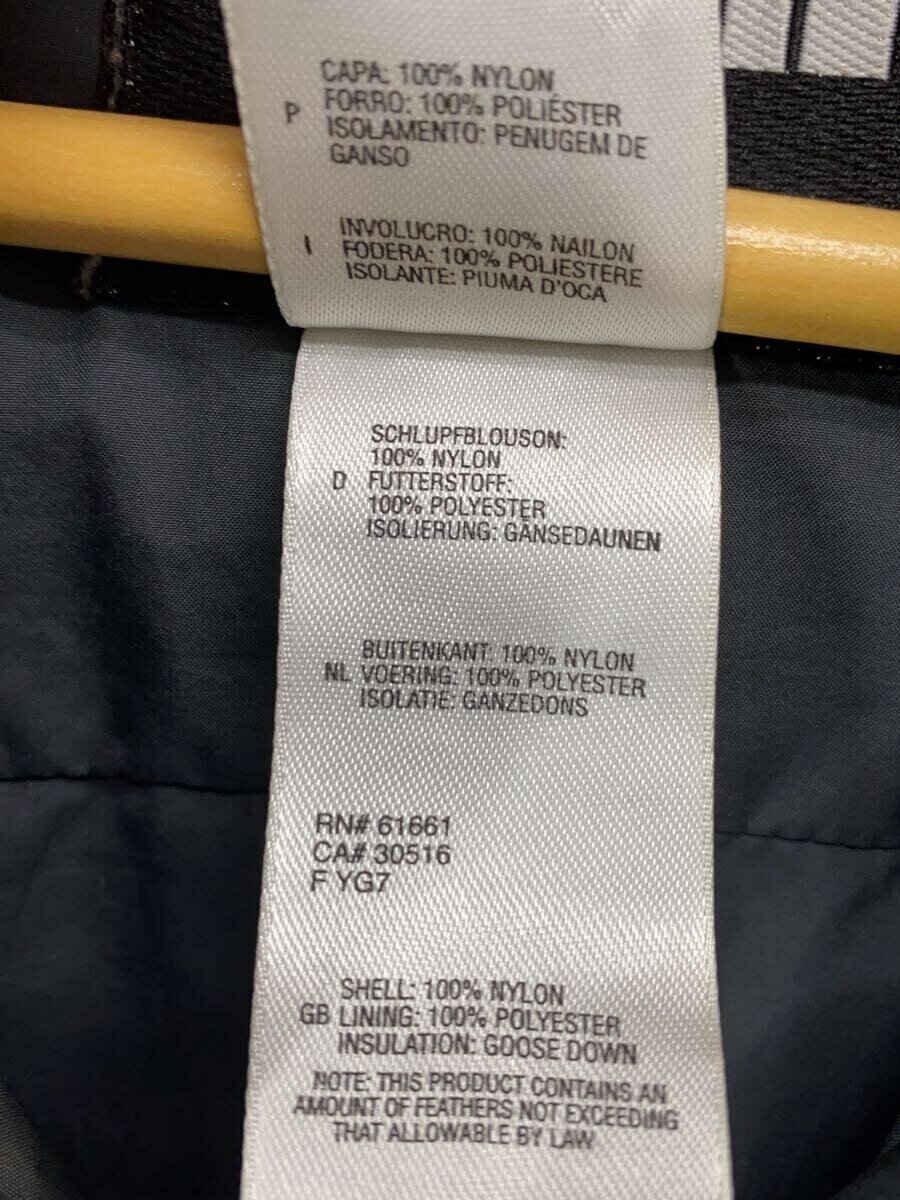 CAPA: 100% NYLON
P FORRO: 100% POLIÉSTER
ISOLAMENTO: PENUGEM DE
GANSO
INVOLUCRO: 100% NAILON
I FODERA: 100% POLIESTERE
ISOLANTE: PIUMA D'OCA
SCHLUPFBLOUSON:
100% NYLON
D FUTTERSTOFF:
100% POLYESTER
ISOLIERUNG: GÄNSEDAUNEN
BUITENKANT: 100% NYLON
NL VOERING: 100% POLYESTER
ISOLATIE: GANZEDONS
RN# 61661
CA# 30516
F YG7
SHELL: 100% NYLON
GB LINING: 100% POLYESTER
INSULATION: GOOSE DOWN
NOTE: THIS PRODUCT CONTAINS AN
AMOUNT OF FEATHERS NOT EXCEEDING
THAT ALLOWABLE BY LAW